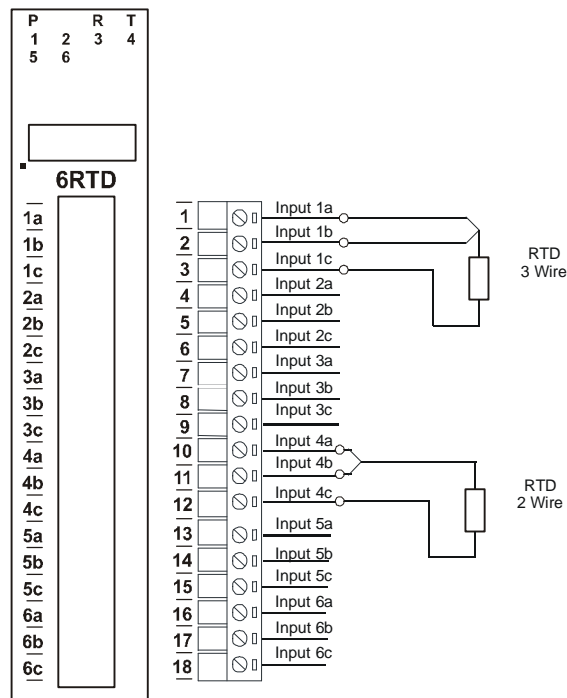 P R T
1 2 3 4
5 6
6RTD
1a
1b
1c
2a
2b
2c
3a
3b
3c
4a
4b
4c
5a
5b
5c
6a
6b
6c
1 Input 1a
2 Input 1b
3 Input 1c
4 Input 2a
5 Input 2b
6 Input 2c
7 Input 3a
8 Input 3b
9 Input 3c
10 Input 4a
11 Input 4b
12 Input 4c
13 Input 5a
14 Input 5b
15 Input 5c
16 Input 6a
17 Input 6b
18 Input 6c
RTD
3 Wire
RTD
2 Wire